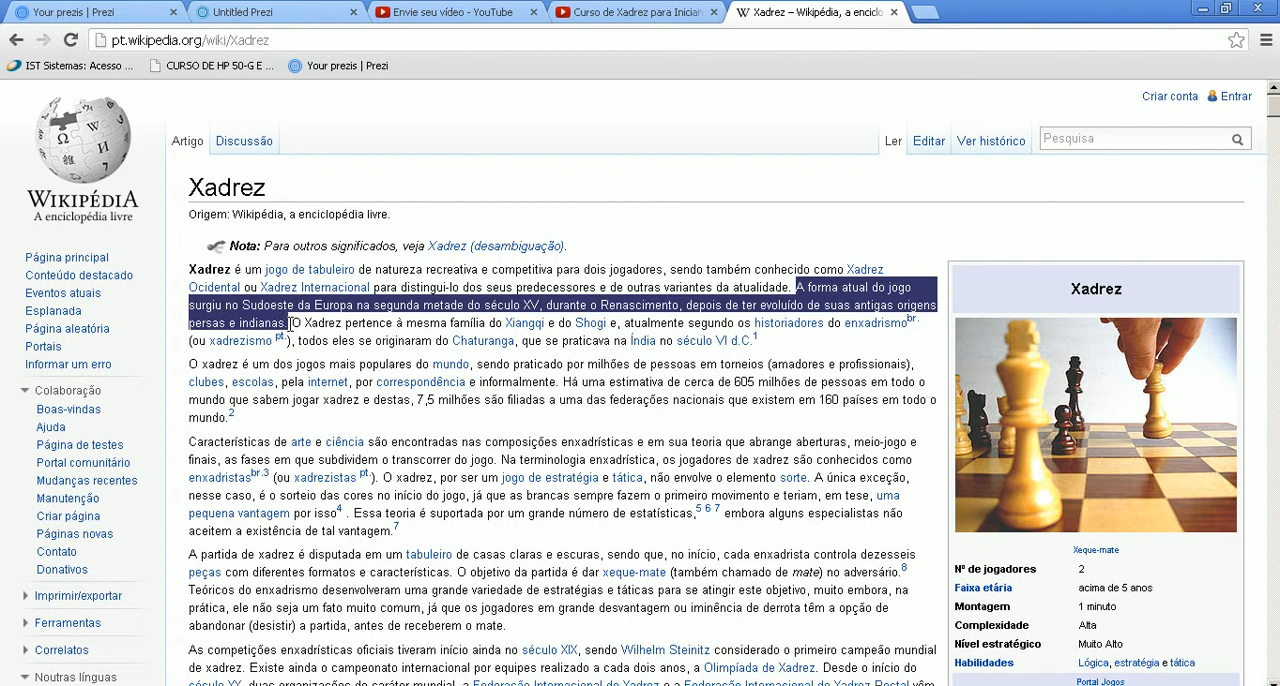 Your prezis | Prezi
Untitled Prezi
Envie seu vídeo - YouTube
Curso de Xadrez para Inician
Xadrez – Wikipédia, a enciclo
pt.wikipedia.org/wiki/Xadrez
IST Sistemas: Acesso ... CURSO DE HP 50-G E ... Your prezis | Prezi
Criar conta Entrar
Artigo Discussão Ler Editar Ver histórico Pesquisa
WIKIPÉDIA
A enciclopédia livre
Página principal
Conteúdo destacado
Eventos atuais
Esplanada
Página aleatória
Portais
Informar um erro
Colaboração
Boas-vindas
Ajuda
Página de testes
Portal comunitário
Mudanças recentes
Manutenção
Criar página
Páginas novas
Contato
Donativos
Imprimir/exportar
Ferramentas
Correlatos
Noutras línguas
Xadrez
Origem: Wikipédia, a enciclopédia livre.
Nota: Para outros significados, veja Xadrez (desambiguação).
Xadrez é um jogo de tabuleiro de natureza recreativa e competitiva para dois jogadores, sendo também conhecido como Xadrez
Ocidental ou Xadrez Internacional para distingui-lo dos seus predecessores e de outras variantes da atualidade. A forma atual do jogo
surgiu no Sudoeste da Europa na segunda metade do século XV, durante o Renascimento, depois de ter evoluído de suas antigas origens
persas e indianas. O Xadrez pertence à mesma família do Xiangqi e do Shogi e, atualmente segundo os historiadores do enxadrismo br.
(ou xadrezismo pt.), todos eles se originaram do Chaturanga, que se praticava na Índia no século VI d.C.1
O xadrez é um dos jogos mais populares do mundo, sendo praticado por milhões de pessoas em torneios (amadores e profissionais),
clubes, escolas, pela internet, por correspondência e informalmente. Há uma estimativa de cerca de 605 milhões de pessoas em todo o
mundo que sabem jogar xadrez e destas, 7,5 milhões são filiadas a uma das federações nacionais que existem em 160 países em todo o
mundo.2
Características de arte e ciência são encontradas nas composições enxadrísticas e em sua teoria que abrange aberturas, meio-jogo e
finais, as fases em que subdividem o transcorrer do jogo. Na terminologia enxadrística, os jogadores de xadrez são conhecidos como
enxadristas br.3 (ou xadrezistas pt.). O xadrez, por ser um jogo de estratégia e tática, não envolve o elemento sorte. A única exceção,
nesse caso, é o sorteio das cores no início do jogo, já que as brancas sempre fazem o primeiro movimento e teriam, em tese, uma
pequena vantagem por isso4 . Essa teoria é suportada por um grande número de estatísticas,5 6 7 embora alguns especialistas não
aceitem a existência de tal vantagem.7
A partida de xadrez é disputada em um tabuleiro de casas claras e escuras, sendo que, no início, cada enxadrista controla dezesseis
peças com diferentes formatos e características. O objetivo da partida é dar xeque-mate (também chamado de mate) no adversário.8
Teóricos do enxadrismo desenvolveram uma grande variedade de estratégias e táticas para se atingir este objetivo, muito embora, na
prática, ele não seja um fato muito comum, já que os jogadores em grande desvantagem ou iminência de derrota têm a opção de
abandonar (desistir) a partida, antes de receberem o mate.
As competições enxadrísticas oficiais tiveram início ainda no século XIX, sendo Wilhelm Steinitz considerado o primeiro campeão mundial
de xadrez. Existe ainda o campeonato internacional por equipes realizado a cada dois anos, a Olimpíada de Xadrez. Desde o início do
século XX, duas organizações de caráter mundial, a Federação Internacional de Xadrez e a Federação Internacional de Xadrez Postal vêm
Xadrez
Xeque-mate
Nº de jogadores 2
Faixa etária acima de 5 anos
Montagem 1 minuto
Complexidade Alta
Nível estratégico Muito Alto
Habilidades Lógica, estratégia e tática
Portal Jogos